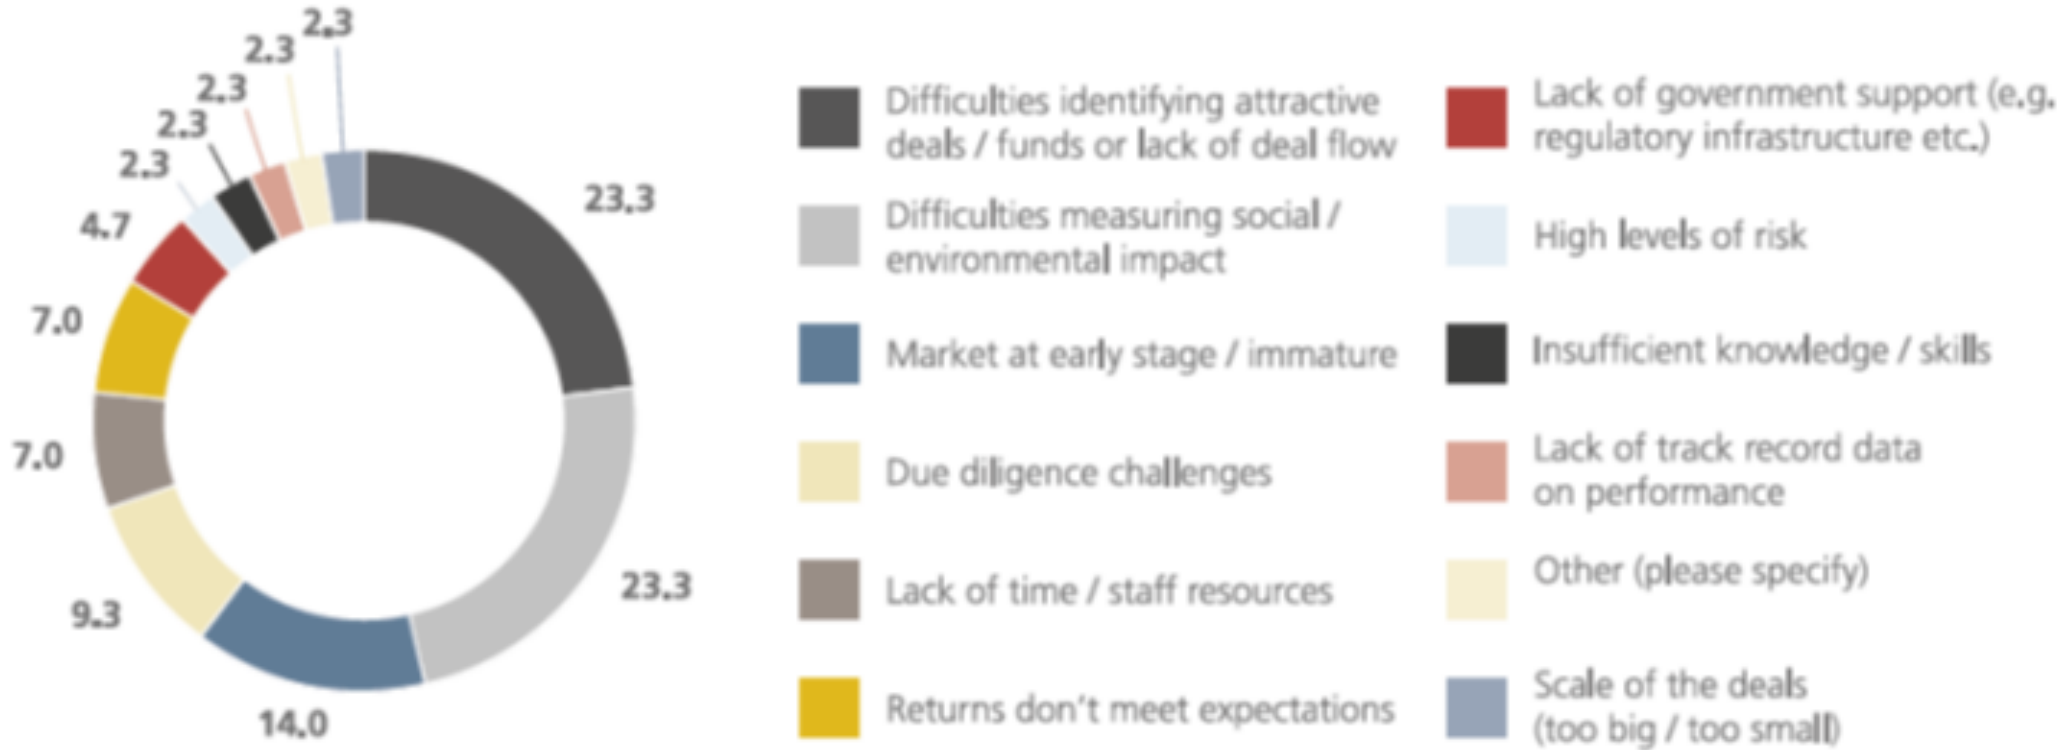 2.3
2.3
2.3
2.3
2.3
4.7
7.0
7.0
9.3
14.0
23.3
23.3
Difficulties identifying attractive
deals / funds or lack of deal flow
Difficulties measuring social /
environmental impact
Market at early stage / immature
Due diligence challenges
Lack of time / staff resources
Returns don't meet expectations
Lack of government support (e.g.
regulatory infrastructure etc.)
High levels of risk
Insufficient knowledge / skills
Lack of track record data
on performance
Other (please specify)
Scale of the deals
(too big / too small)